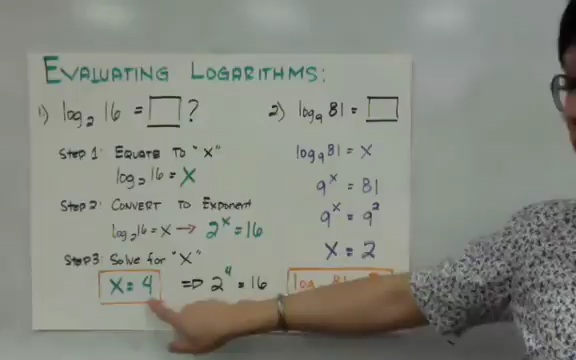 EVALUATING LOGARITHMS:
1) log₂ 16 = ?
Step 1: EQUATE TO "X"
log₂ 16 = X
Step 2: CONVERT TO EXPONENT
log₂ 16 = X → 2ˣ = 16
Step 3: Solve for "X"
X = 4 ⇒ 2⁴ = 16
2) log₉ 81 =
log₉ 81 = X
9ˣ = 81
9ˣ = 9²
X = 2
log₉ 81 =